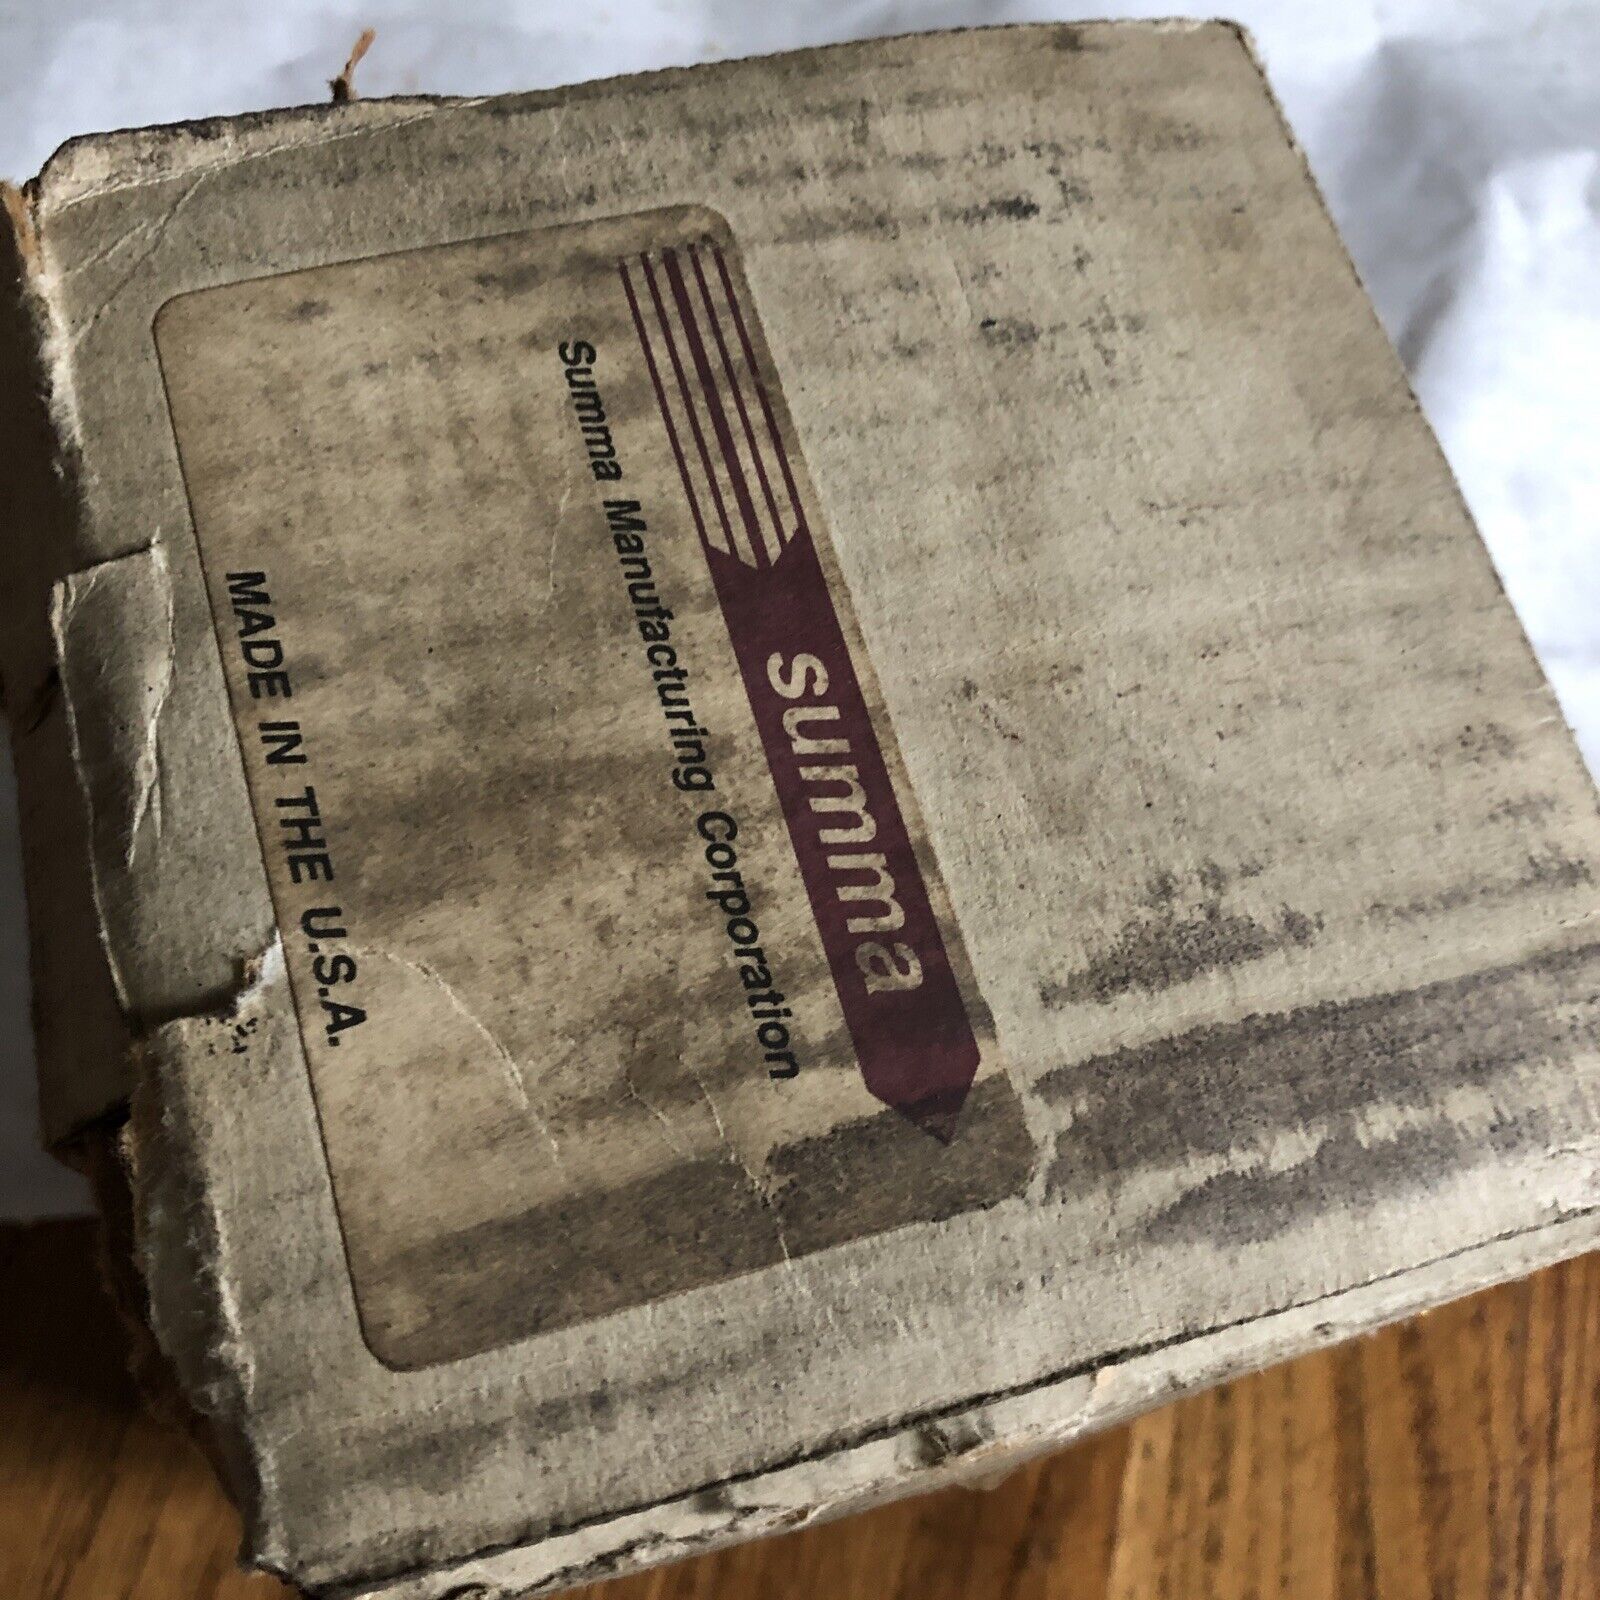 summa
Summa Manufacturing Corporation
MADE IN THE U.S.A.